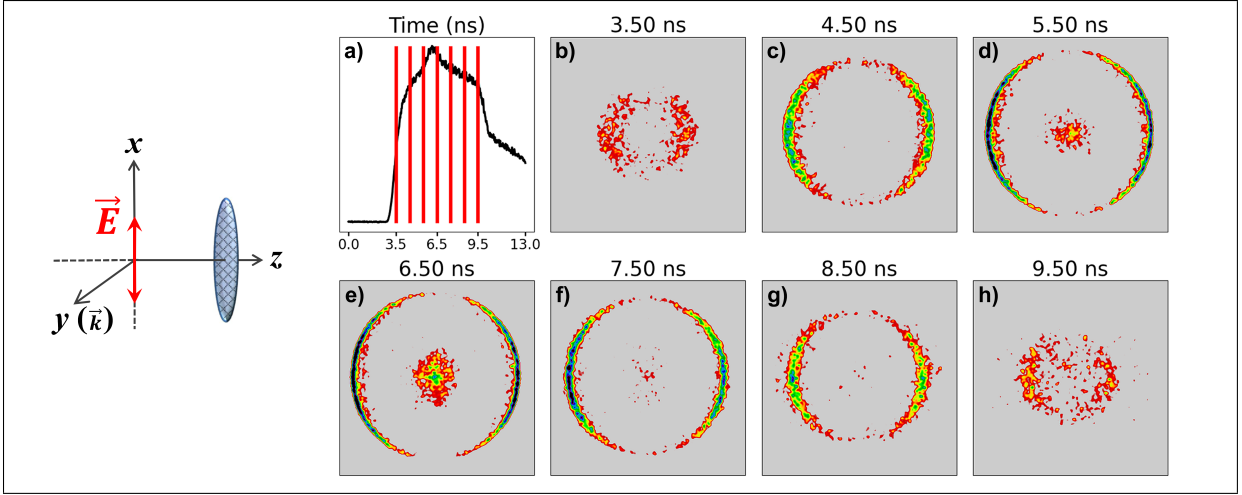 x
E
z
y (k)
Time (ns)
a)
0.0 3.5 6.5 9.5 13.0
3.50 ns
b)
4.50 ns
c)
5.50 ns
d)
6.50 ns
e)
7.50 ns
f)
8.50 ns
g)
9.50 ns
h)